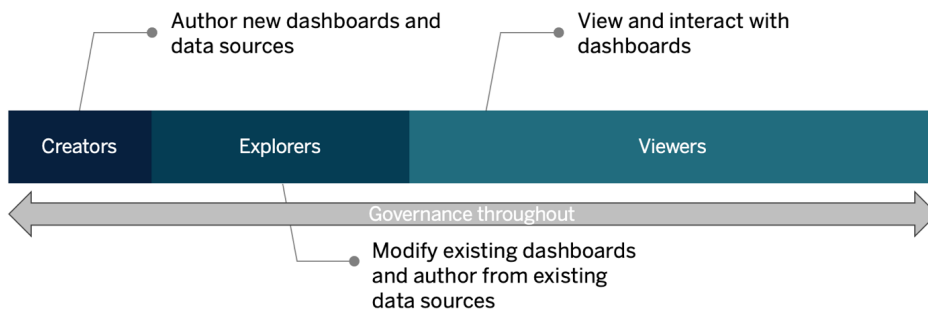 Author new dashboards and
data sources
View and interact with
dashboards
Creators
Explorers
Viewers
Governance throughout
Modify existing dashboards
and author from existing
data sources